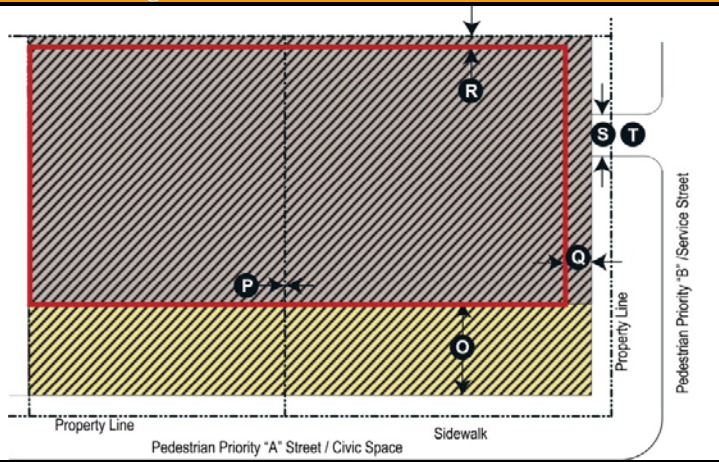 R
S T
Q
P
O
Property Line
Pedestrian Priority "B" /Service Street
Property Line
Sidewalk
Pedestrian Priority "A" Street / Civic Space